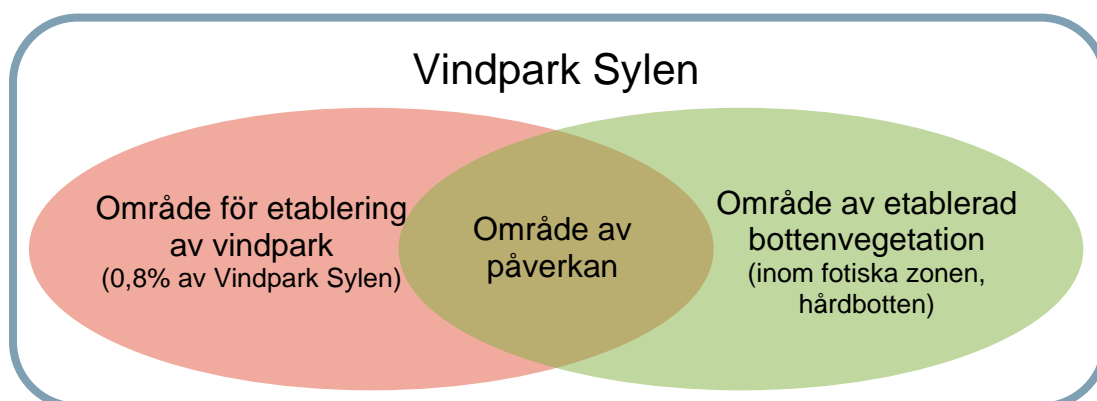 Vindpark Sylen
Område för etablering
av vindpark
(0,8% av Vindpark Sylen)
Område av
påverkan
Område av etablerad
bottenvegetation
(inom fotiska zonen,
hårdbotten)